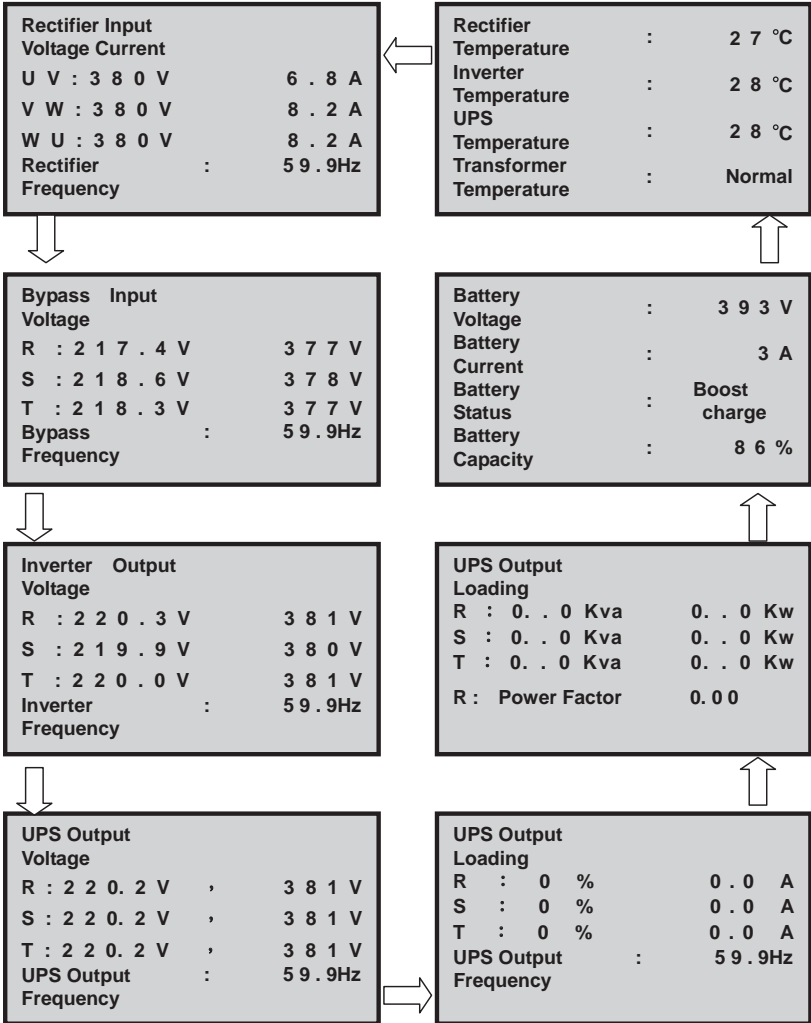 Rectifier Input
Voltage Current
U V : 3 8 0 V 6 . 8 A
V W : 3 8 0 V 8 . 2 A
W U : 3 8 0 V 8 . 2 A
Rectifier : 5 9 . 9Hz
Frequency
Bypass Input
Voltage
R : 2 1 7 . 4 V 3 7 7 V
S : 2 1 8 . 6 V 3 7 8 V
T : 2 1 8 . 3 V 3 7 7 V
Bypass : 5 9 . 9Hz
Frequency
Inverter Output
Voltage
R : 2 2 0 . 3 V 3 8 1 V
S : 2 1 9 . 9 V 3 8 0 V
T : 2 2 0 . 0 V 3 8 1 V
Inverter : 5 9 . 9Hz
Frequency
UPS Output
Voltage
R : 2 2 0. 2 V , 3 8 1 V
S : 2 2 0. 2 V , 3 8 1 V
T : 2 2 0. 2 V , 3 8 1 V
UPS Output : 5 9 . 9Hz
Frequency
UPS Output
Loading
R : 0 % 0 . 0 A
S : 0 % 0 . 0 A
T : 0 % 0 . 0 A
UPS Output : 5 9 . 9Hz
Frequency
UPS Output
Loading
R : 0. . 0 Kva 0. . 0 Kw
S : 0. . 0 Kva 0. . 0 Kw
T : 0. . 0 Kva 0. . 0 Kw
R : Power Factor 0. 0 0
Battery
Voltage : 3 9 3 V
Battery
Current : 3 A
Battery Boost
Status : charge
Battery
Capacity : 8 6 %
Rectifier
Temperature : 2 7 °C
Inverter
Temperature : 2 8 °C
UPS
Temperature : 2 8 °C
Transformer
Temperature : Normal